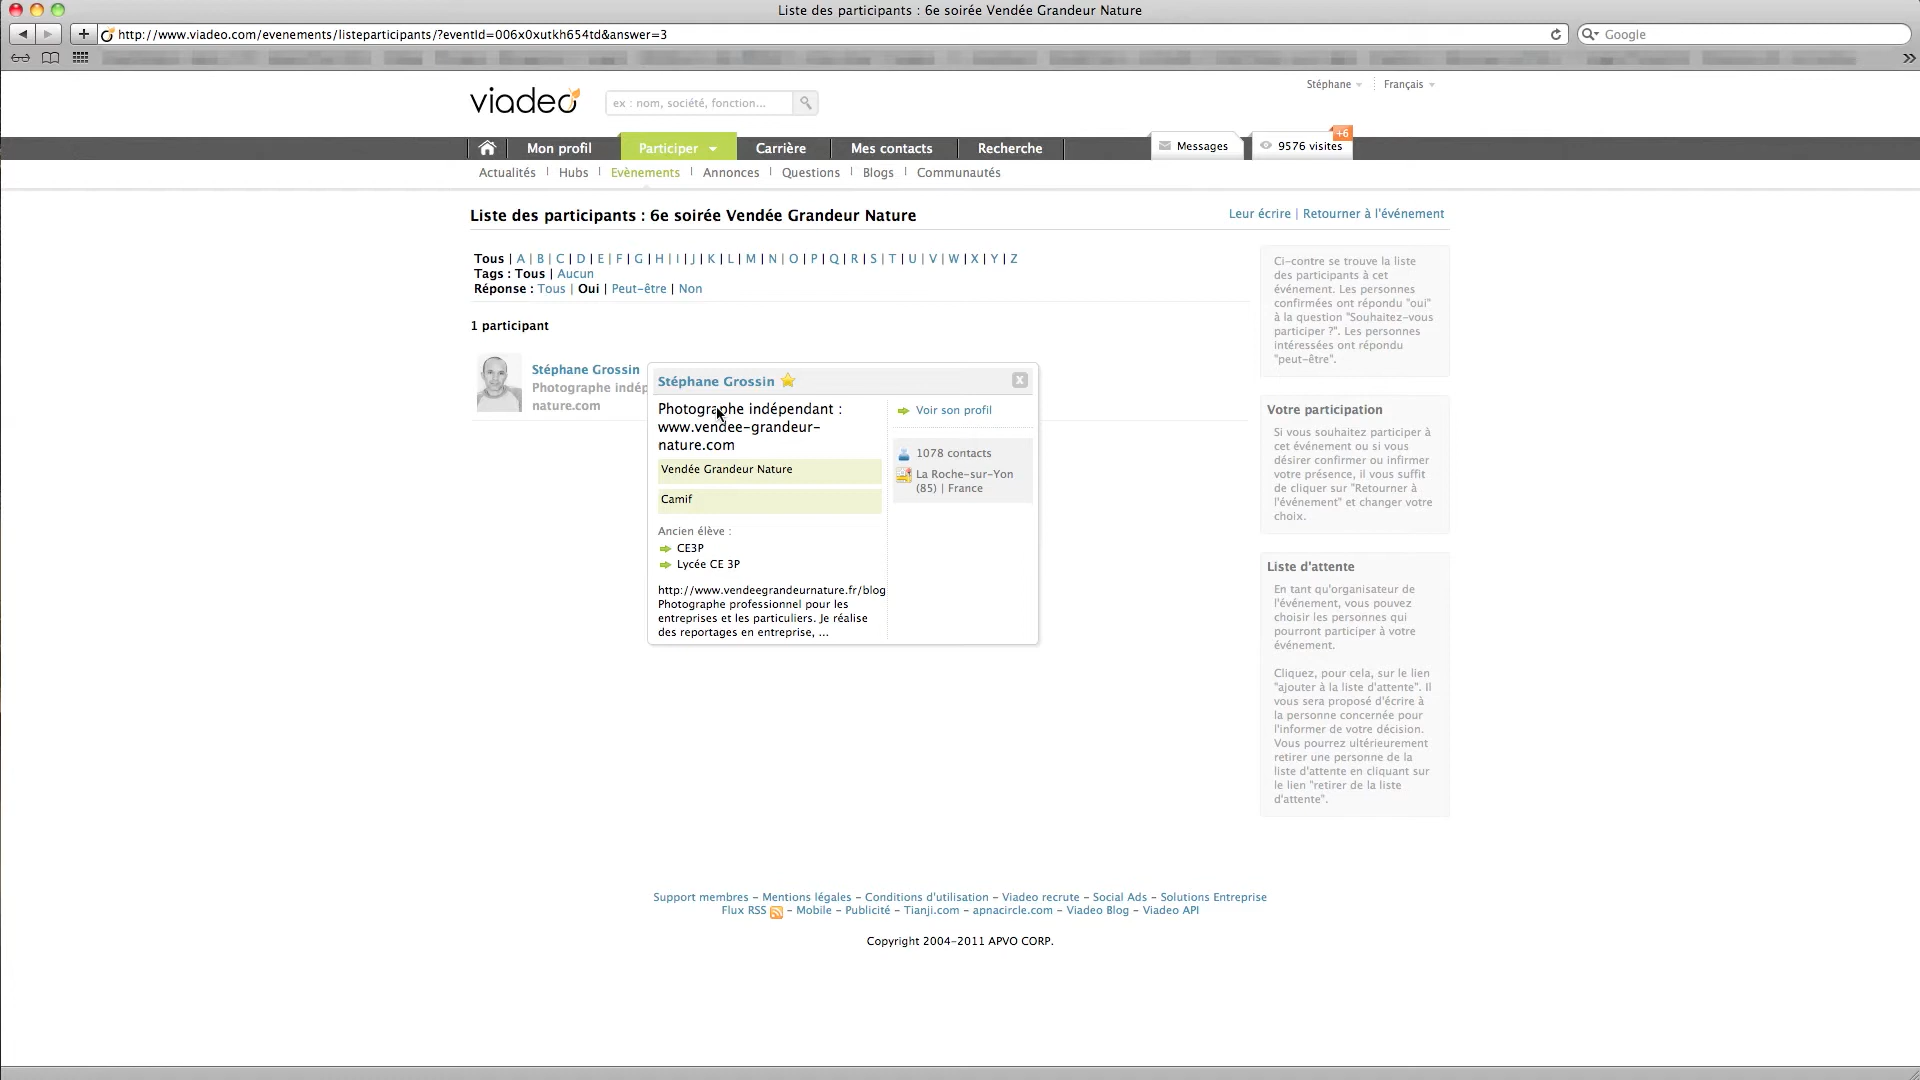 Liste des participants : 6e soirée Vendée Grandeur Nature
http://www.viadeo.com/evenements/listeparticipants/?eventId=006x0xutkh654td&answer=3
Google
Stéphane
Français
viadeo
ex : nom, société, fonction...
Mon profil
Participer
Carrière
Mes contacts
Recherche
Messages
9576 visites
+6
Actualités | Hubs | Evènements | Annonces | Questions | Blogs | Communautés
Liste des participants : 6e soirée Vendée Grandeur Nature
Leur écrire | Retourner à l'événement
Tous | A | B | C | D | E | F | G | H | I | J | K | L | M | N | O | P | Q | R | S | T | U | V | W | X | Y | Z
Tags : Tous | Aucun
Réponse : Tous | Oui | Peut-être | Non
1 participant
Stéphane Grossin
Photographe indép
nature.com
Stéphane Grossin
Photographe indépendant :
www.vendee-grandeur-
nature.com
Vendée Grandeur Nature
Camif
Ancien élève :
CE3P
Lycée CE 3P
http://www.vendeegrandeurnature.fr/blog
Photographe professionnel pour les
entreprises et les particuliers. Je réalise
des reportages en entreprise, ...
Voir son profil
1078 contacts
La Roche-sur-Yon
(85) | France
Ci-contre se trouve la liste
des participants à cet
événement. Les personnes
confirmées ont répondu "oui"
à la question "Souhaitez-vous
participer ?". Les personnes
intéressées ont répondu
"peut-être".
Votre participation
Si vous souhaitez participer à
cet événement ou si vous
désirer confirmer ou infirmer
votre présence, il vous suffit
de cliquer sur "Retourner à
l'événement" et changer votre
choix.
Liste d'attente
En tant qu'organisateur de
l'événement, vous pouvez
choisir les personnes qui
pourront participer à votre
événement.
Cliquez, pour cela, sur le lien
"ajouter à la liste d'attente". Il
vous sera proposé d'écrire à
la personne concernée pour
l'informer de votre décision.
Vous pourrez ultérieurement
retirer une personne de la
liste d'attente en cliquant sur
le lien "retirer de la liste
d'attente".
Support membres - Mentions légales - Conditions d'utilisation - Viadeo recrute - Social Ads - Solutions Entreprise
Flux RSS - Mobile - Publicité - Tianji.com - apnacircle.com - Viadeo Blog - Viadeo API
Copyright 2004-2011 APVO CORP.